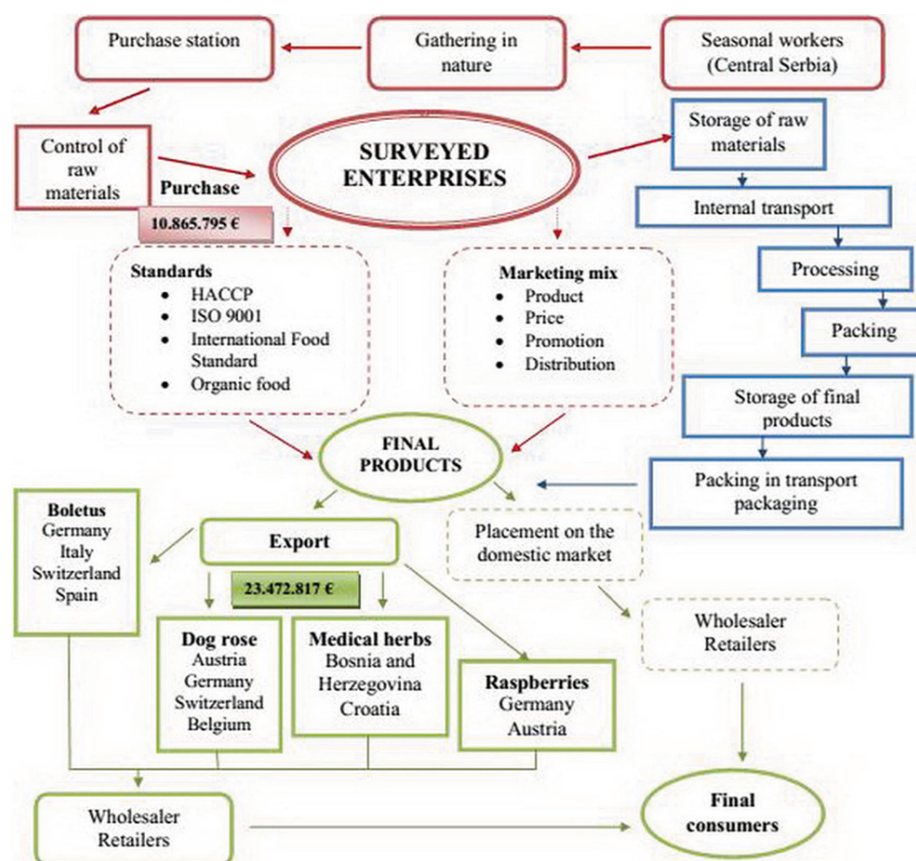 Purchase station
Gathering in
nature
Seasonal workers
(Central Serbia)
Control of
raw
materials
Purchase
10.865.795 €
SURVEYED
ENTERPRISES
Storage of raw
materials
Internal transport
Processing
Packing
Storage of final
products
Packing in transport
packaging
Standards
• HACCP
• ISO 9001
• International Food
Standard
• Organic food
Marketing mix
• Product
• Price
• Promotion
• Distribution
FINAL
PRODUCTS
Boletus
Germany
Italy
Switzerland
Spain
Export
23.472.817 €
Placement on the
domestic market
Dog rose
Austria
Germany
Switzerland
Belgium
Medical herbs
Bosnia and
Herzegovina
Croatia
Raspberries
Germany
Austria
Wholesaler
Retailers
Wholesaler
Retailers
Final
consumers